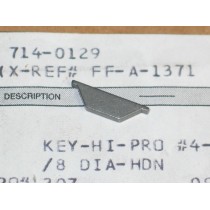 714-0129
X-REF# FF-A-1371
DESCRIPTION
KEY-HI-PRO #4-
/8 DIA-HDN